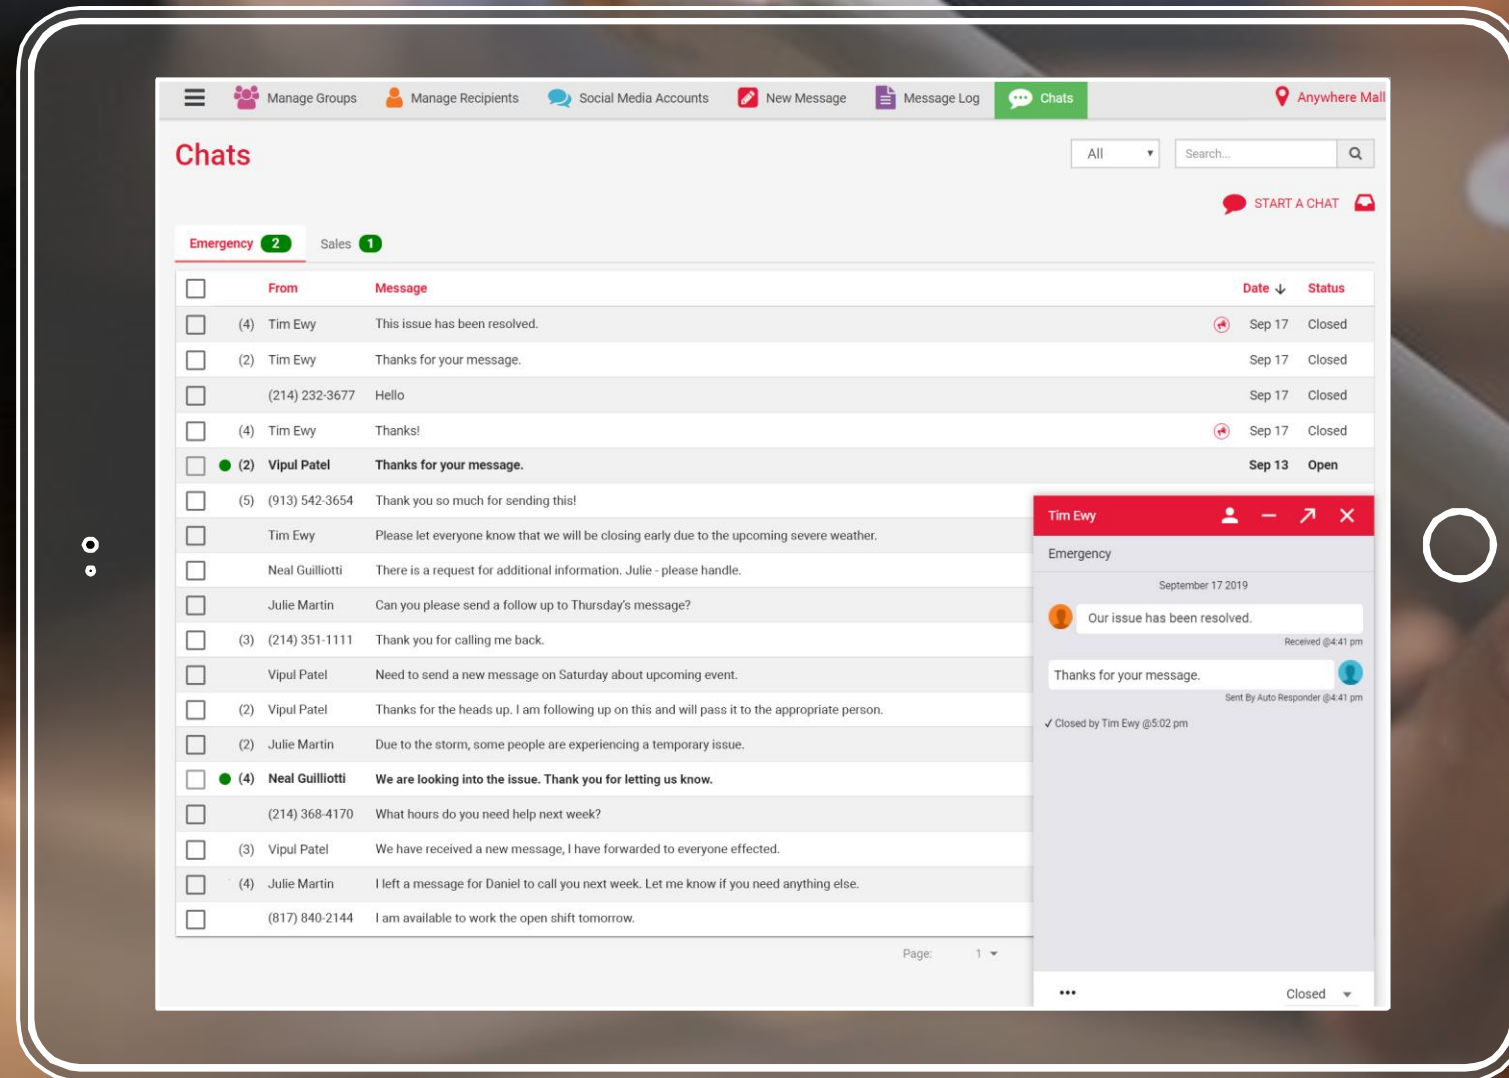 Manage Groups Manage Recipients Social Media Accounts New Message Message Log Chats Anywhere Mall
Chats
All Search...
START A CHAT
Emergency 2 Sales 1
From Message Date Status
(4) Tim Ewy This issue has been resolved. Sep 17 Closed
(2) Tim Ewy Thanks for your message. Sep 17 Closed
(214) 232-3677 Hello Sep 17 Closed
(4) Tim Ewy Thanks! Sep 17 Closed
(2) Vipul Patel Thanks for your message. Sep 13 Open
(5) (913) 542-3654 Thank you so much for sending this!
Tim Ewy Please let everyone know that we will be closing early due to the upcoming severe weather.
Neal Guilliotti There is a request for additional information. Julie - please handle.
Julie Martin Can you please send a follow up to Thursday's message?
(3) (214) 351-1111 Thank you for calling me back.
Vipul Patel Need to send a new message on Saturday about upcoming event.
(2) Vipul Patel Thanks for the heads up. I am following up on this and will pass it to the appropriate person.
(2) Julie Martin Due to the storm, some people are experiencing a temporary issue.
(4) Neal Guilliotti We are looking into the issue. Thank you for letting us know.
(214) 368-4170 What hours do you need help next week?
(3) Vipul Patel We have received a new message, I have forwarded to everyone effected.
(4) Julie Martin I left a message for Daniel to call you next week. Let me know if you need anything else.
(817) 840-2144 I am available to work the open shift tomorrow.
Page: 1
Tim Ewy
Emergency
September 17 2019
Our issue has been resolved.
Received @4:41 pm
Thanks for your message.
Sent By Auto Responder @4:41 pm
✓ Closed by Tim Ewy @5:02 pm
Closed